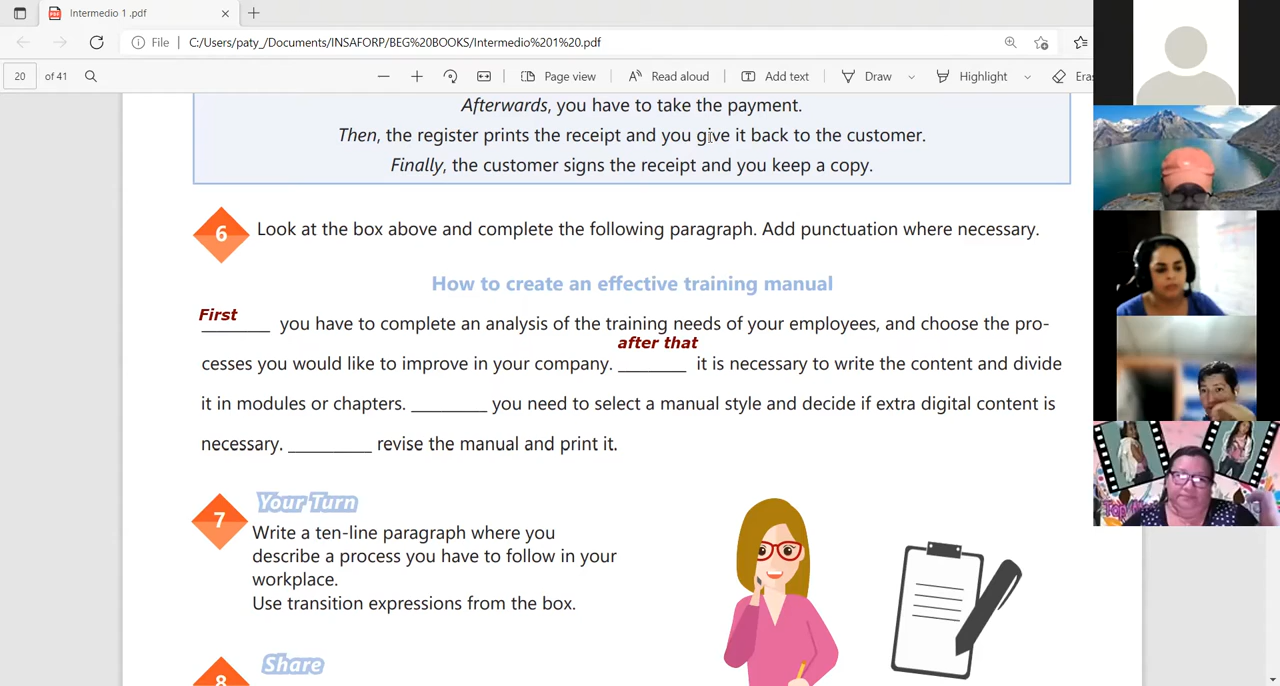 Intermedio 1 .pdf
File C:/Users/paty_/Documents/INSAFORP/BEG%20BOOKS/Intermedio%201%20.pdf
20 of 41 Page view Read aloud Add text Draw Highlight Eras
Afterwards, you have to take the payment.
Then, the register prints the receipt and you give it back to the customer.
Finally, the customer signs the receipt and you keep a copy.
6 Look at the box above and complete the following paragraph. Add punctuation where necessary.
How to create an effective training manual
First
________ you have to complete an analysis of the training needs of your employees, and choose the pro-
after that
cesses you would like to improve in your company. ________ it is necessary to write the content and divide
it in modules or chapters. _________ you need to select a manual style and decide if extra digital content is
necessary. __________ revise the manual and print it.
7 Your Turn
Write a ten-line paragraph where you
describe a process you have to follow in your
workplace.
Use transition expressions from the box.
8 Share